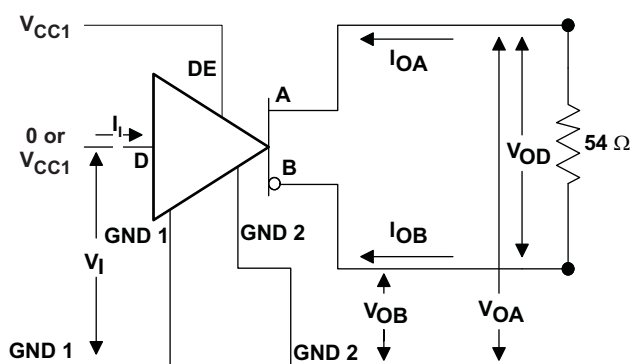 VCC1
DE
A
IOA
0 or
VCC1
II
D
B
VOD
54 Ω
GND 1
GND 2
IOB
VI
VOB
VOA
GND 1
GND 2